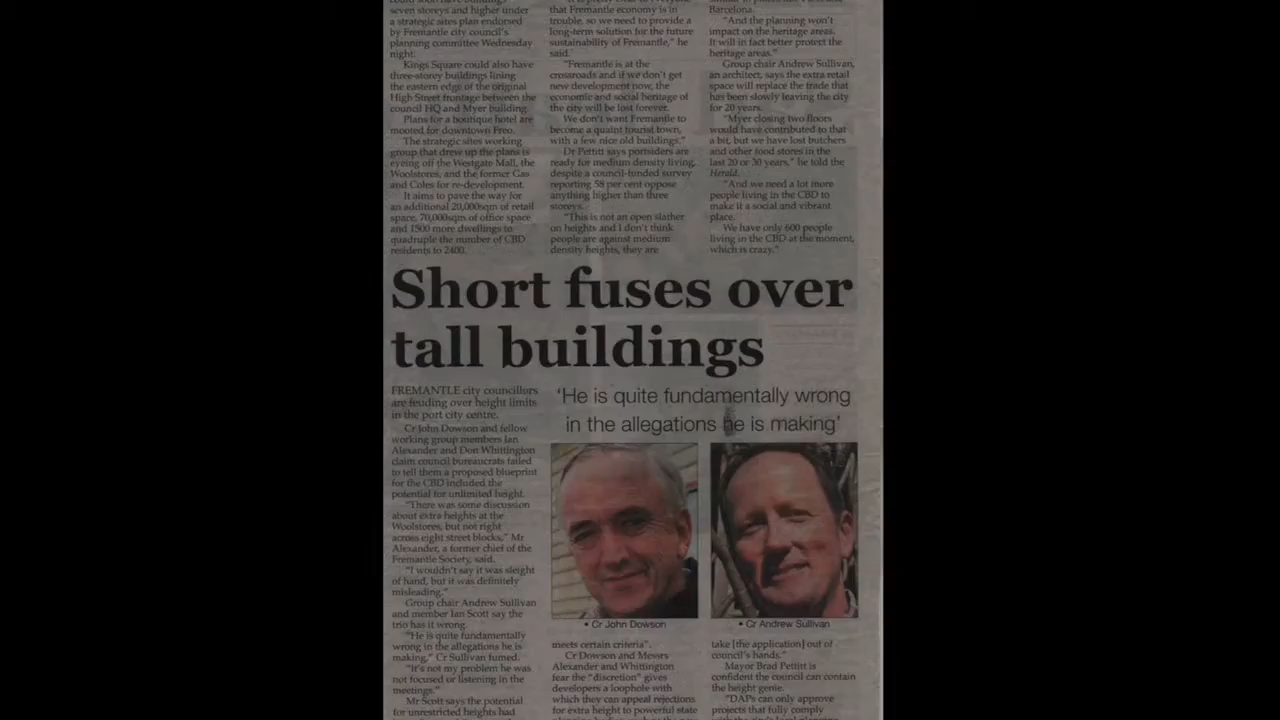 seven storeys and higher under
a strategic sites plan endorsed
by Fremantle city council's
planning committee Wednesday
night.
Kings Square could also have
three-storey buildings lining
the eastern edge of the original
High Street frontage between the
council HQ and Myer building.
Plans for a boutique hotel are
mooted for downtown Freo.
The strategic sites working
group that drew up the plans is
eyeing off the Westgate Mall, the
Woolstores, and the former Gas
and Coles for re-development.
It aims to pave the way for
an additional 20,000sqm of retail
space, 70,000sqm of office space
and 1500 more dwellings to
quadruple the number of CBD
residents to 2400.
that Fremantle economy is in
trouble, so we need to provide a
long-term solution for the future
sustainability of Fremantle," he
said.
"Fremantle is at the
crosroads and if we don't get
new development now, the
economic and social heritage of
the city will be lost forever.
We don't want Fremantle to
become a quaint tourist town,
with a few nice old buildings."
Dr Pettitt says portsiders are
ready for medium density living,
despite a council-funded survey
reporting 58 per cent oppose
anything higher than three
storeys.
"This is not an open slather
on heights and I don't think
people are against medium
density heights, they are
Barcelona.
"And the planning won't
impact on the heritage areas.
It will in fact better protect the
heritage areas."
Group chair Andrew Sullivan,
an architect, says the extra retail
space will replace the trade that
has been slowly leaving the city
for 20 years.
"Myer closing two floors
would have contributed to that
a bit, but we have lost butchers
and other food stores in the
last 20 or 30 years," he told the
Herald.
"And we need a lot more
people living in the CBD to
make it a social and vibrant
place.
We have only 600 people
living in the CBD at the moment,
which is crazy."
Short fuses over
tall buildings
'He is quite fundamentally wrong
in the allegations he is making'
FREMANTLE city councillors
are feuding over height limits
in the port city centre.
Cr John Dowson and fellow
working group members Ian
Alexander and Don Whittington
claim council bureaucrats failed
to tell them a proposed blueprint
for the CBD included the
potential for unlimited height.
"There was some discussion
about extra heights at the
Woolstores, but not right
across eight street blocks," Mr
Alexander, a former chief of the
Fremantle Society, said.
"I wouldn't say it was sleight
of hand, but it was definitely
misleading."
Group chair Andrew Sullivan
and member Ian Scott say the
trio has it wrong.
"He is quite fundamentally
wrong in the allegations he is
making," Cr Sullivan fumed.
"It's not my problem he was
not focused or listening in the
meetings."
Mr Scott says the potential
for unrestricted heights had
• Cr John Dowson
• Cr Andrew Sullivan
meets certain criteria".
Cr Dowson and Messrs
Alexander and Whittington
fear the "discretion" gives
developers a loophole with
which they can appeal rejections
for extra height to powerful state
take [the application] out of
council's hands."
Mayor Brad Pettitt is
confident the council can contain
the height genie.
"DAPs can only approve
projects that fully comply